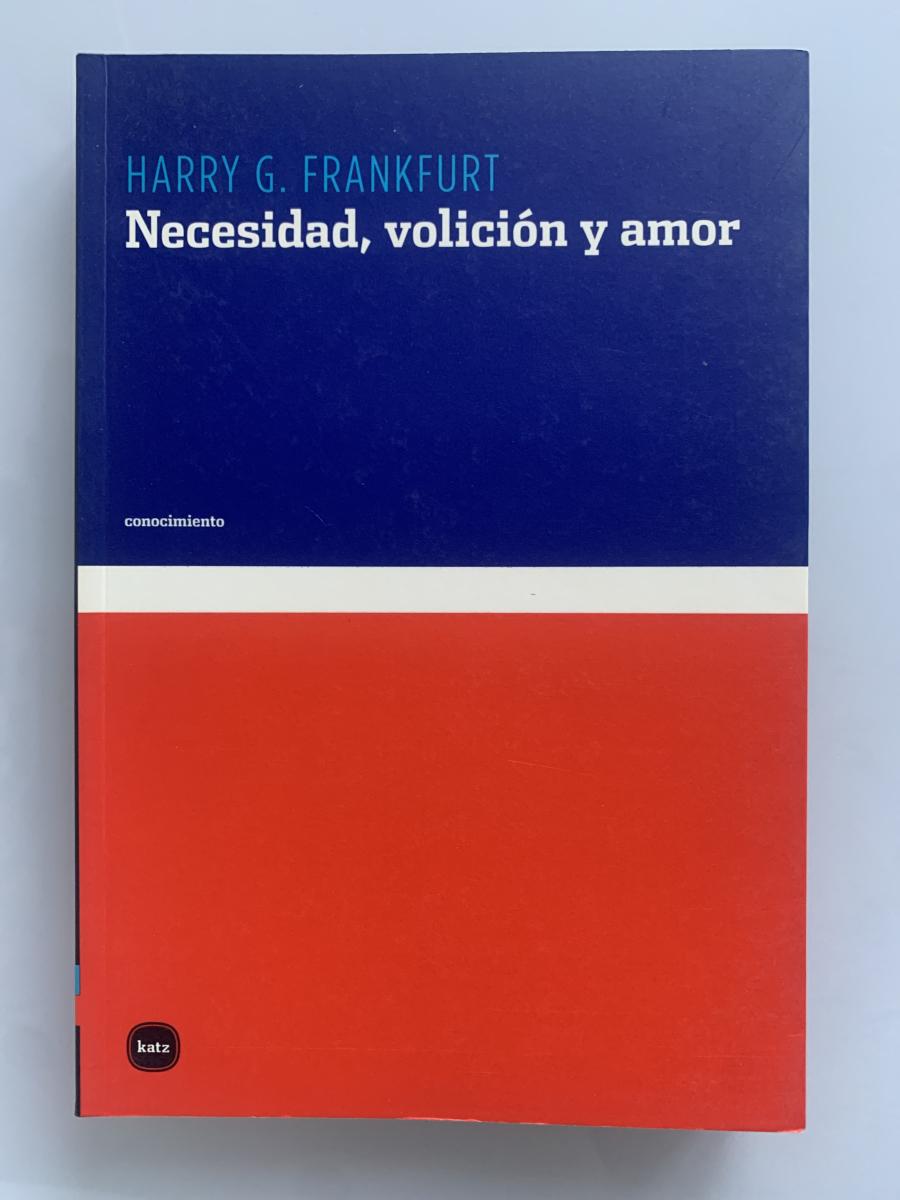 HARRY G. FRANKFURT
Necesidad, volición y amor
conocimiento
katz